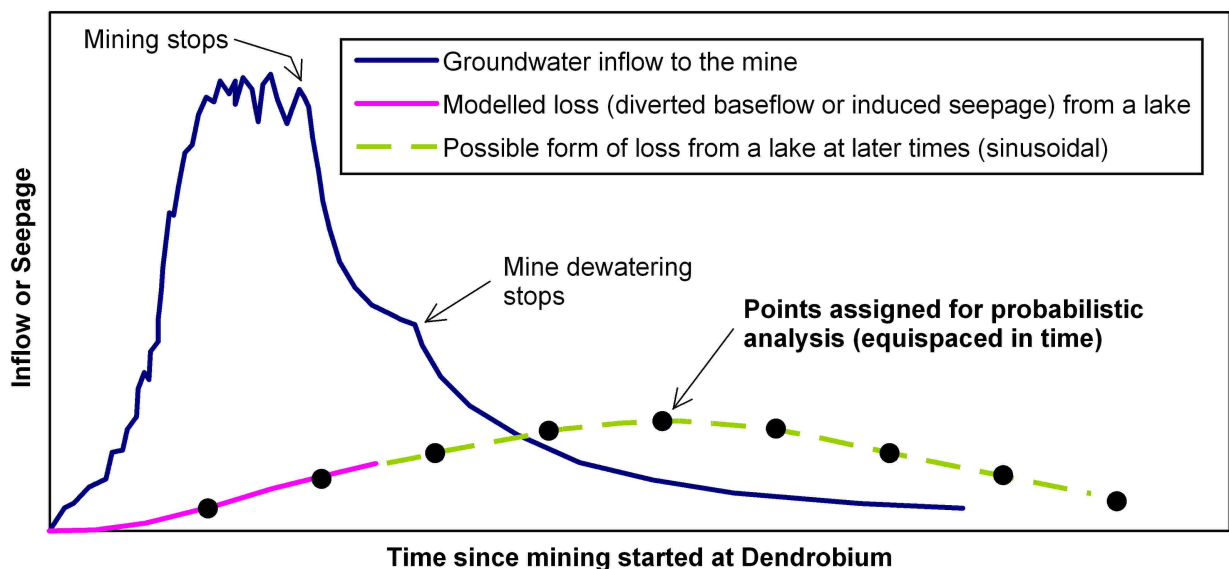 Mining stops
Groundwater inflow to the mine
Modelled loss (diverted baseflow or induced seepage) from a lake
Possible form of loss from a lake at later times (sinusoidal)
Inflow or Seepage
Mine dewatering
stops
Points assigned for probabilistic
analysis (equispaced in time)
Time since mining started at Dendrobium